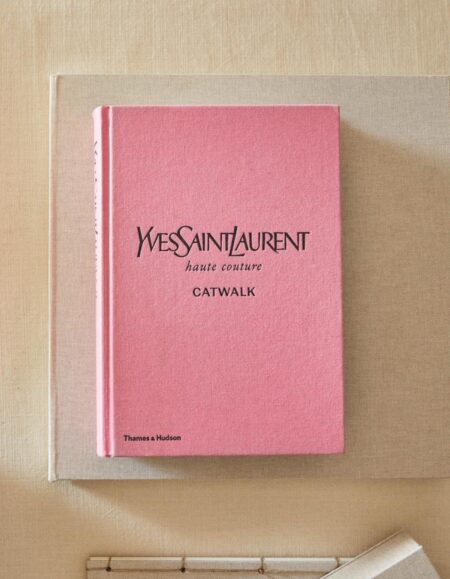 YVESSAINTLAURENT
haute couture
CATWALK
Thames & Hudson